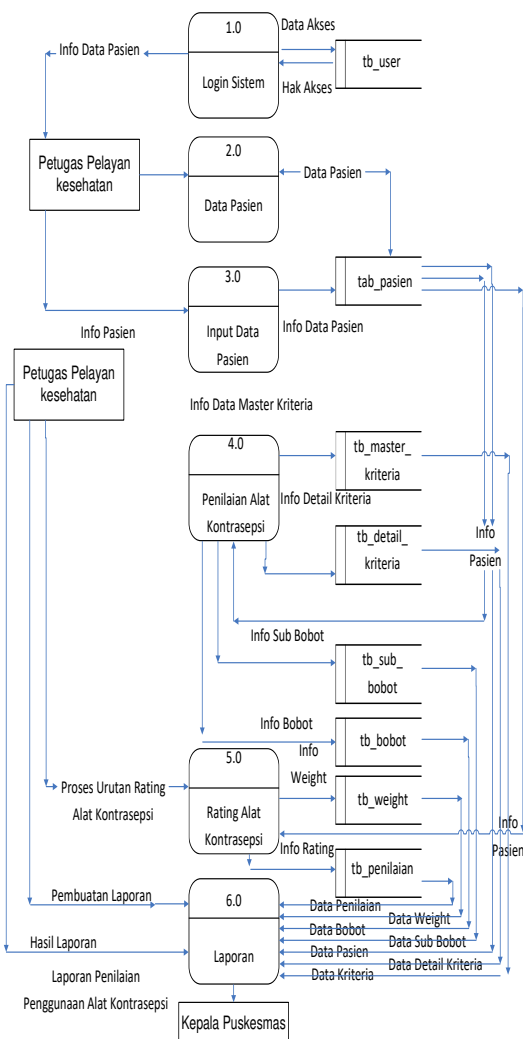 1.0
Data Akses
Info Data Pasien
tb_user
Login Sistem
Hak Akses
2.0
Petugas Pelayan
kesehatan
Data Pasien
Data Pasien
3.0
tab_pasien
Info Pasien
Input Data
Pasien
Info Data Pasien
Petugas Pelayan
kesehatan
Info Data Master Kriteria
4.0
tb_master_
kriteria
Penilaian Alat
Kontrasepsi
Info Detail Kriteria
tb_detail_
kriteria
Info
Pasien
Info Sub Bobot
tb_sub_
bobot
Info Bobot
tb_bobot
Info
Weight
5.0
Proses Urutan Rating
Alat Kontrasepsi
Rating Alat
Kontrasepsi
tb_weight
Info
Pasien
Info Rating
tb_penilaian
6.0
Pembuatan Laporan
Data Penilaian
Data Weight
Data Bobot
Hasil Laporan
Data Sub Bobot
Laporan
Data Pasien
Data Detail Kriteria
Data Kriteria
Laporan Penilaian
Penggunaan Alat Kontrasepsi
Kepala Puskesmas